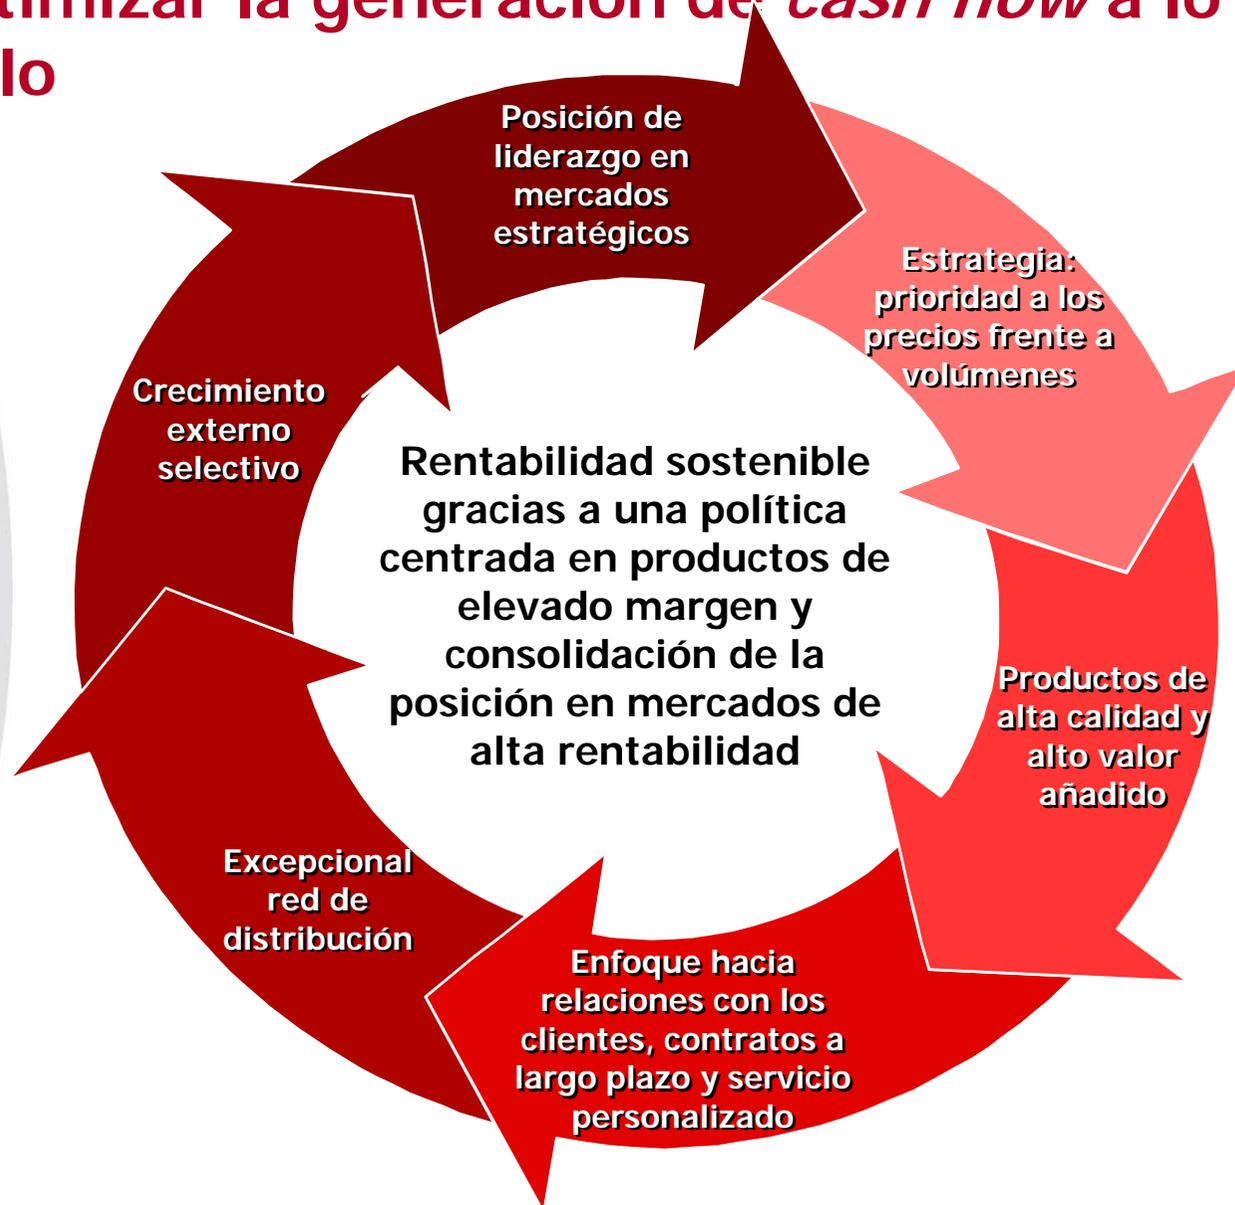 la generación de cash flow a lo
Posición de
liderazgo en
mercados
estratégicos
Estrategia:
prioridad a los
precios frente a
volúmenes
Productos de
alta calidad y
alto valor
añadido
Enfoque hacia
relaciones con los
clientes, contratos a
largo plazo y servicio
personalizado
Excepcional
red de
distribución
Crecimiento
externo
selectivo
Rentabilidad sostenible
gracias a una política
centrada en productos de
elevado margen y
consolidación de la
posición en mercados de
alta rentabilidad